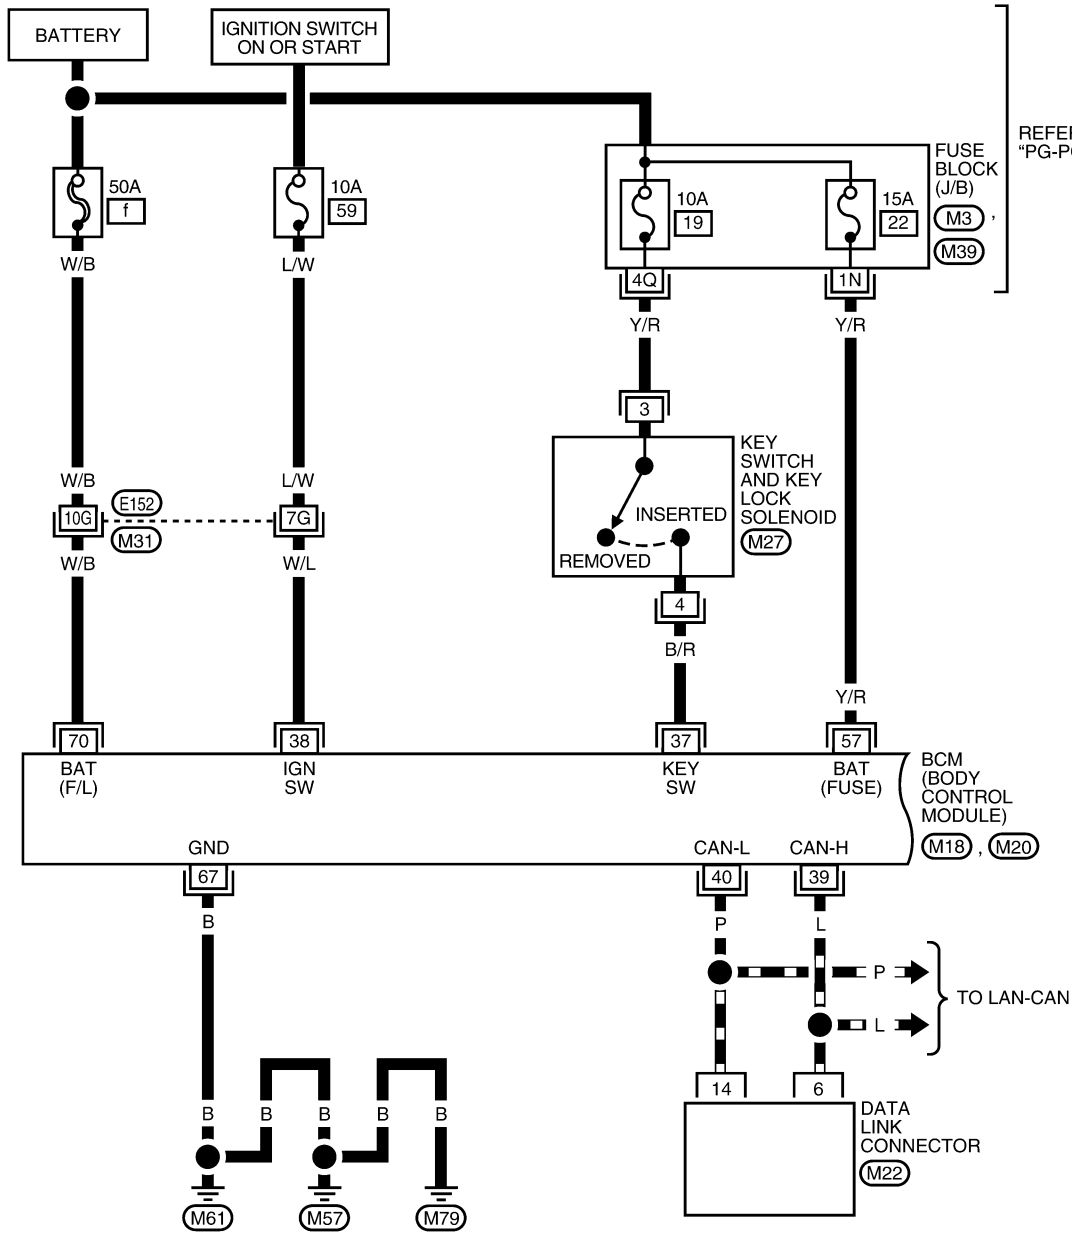 BATTERY
IGNITION SWITCH
ON OR START
REFER
"PG-PO
FUSE
BLOCK
(J/B)
M3 ,
M39
50A
f
10A
59
10A
19
15A
22
W/B
L/W
4Q
1N
Y/R
Y/R
3
KEY
SWITCH
AND KEY
LOCK
SOLENOID
M27
INSERTED
REMOVED
W/B
L/W
E152
10G
7G
M31
W/B
W/L
4
B/R
Y/R
70
38
37
57
BAT
(F/L)
IGN
SW
KEY
SW
BAT
(FUSE)
BCM
(BODY
CONTROL
MODULE)
M18 , M20
GND
CAN-L
CAN-H
67
40
39
B
P
L
P
L
TO LAN-CAN
14
6
B
B
B
B
B
DATA
LINK
CONNECTOR
M22
M61
M57
M79